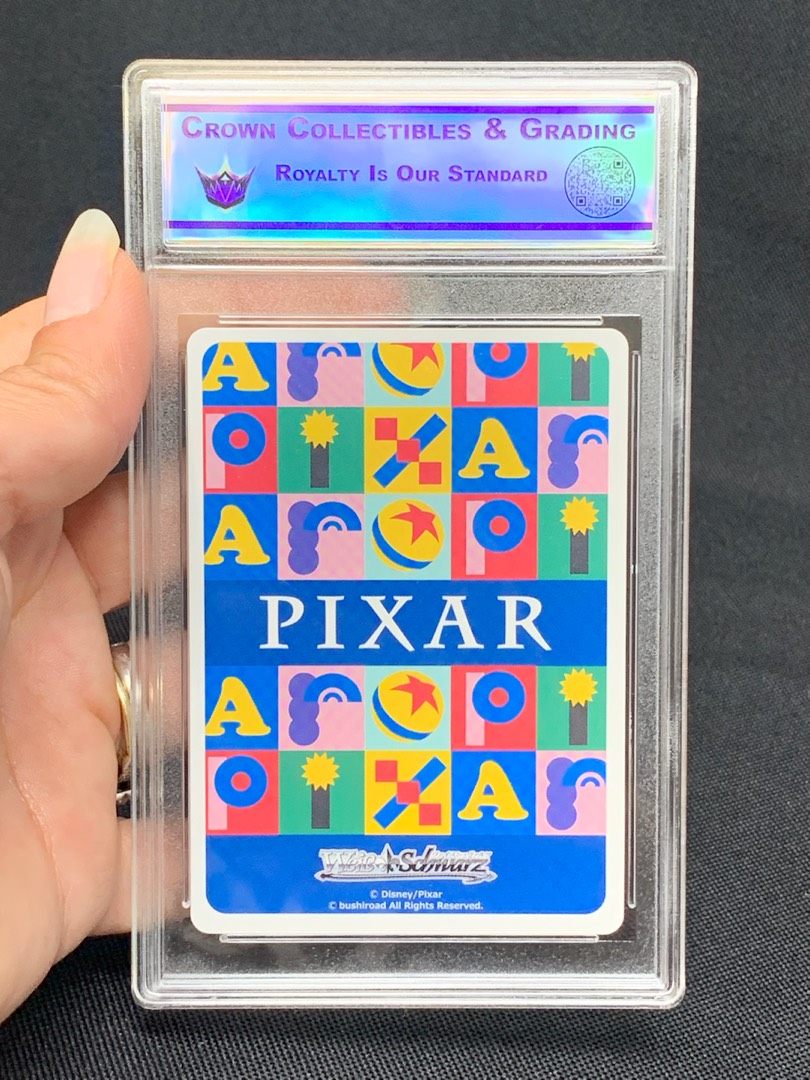 CROWN COLLECTIBLES & GRADING
ROYALTY IS OUR STANDARD
PIXAR
Weiß Schwarz
© Disney/Pixar
© bushiroad All Rights Reserved.